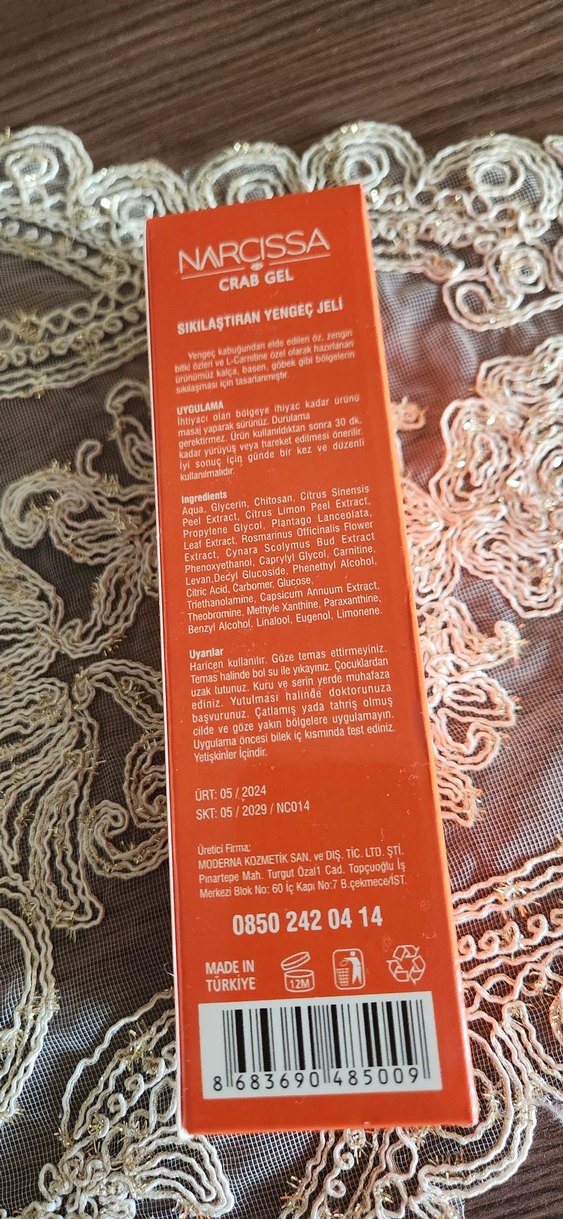 NARCISSA
CRAB GEL
SIKILAŞTIRAN YENGEÇ JELİ
Yengeç kabuğundan elde edilen öz, zengin
bitki özleri ve L-Carnitine özel olarak hazırlanan
ürünümüz kalça, basen, göbek gibi bölgelerin
sıkılaşması için tasarlanmıştır.
UYGULAMA
İhtiyacı olan bölgeye ihtiyaç kadar ürünü
masaj yaparak sürünüz. Durulama
gerektirmez. Ürün kullanıldıktan sonra 30 dk.
kadar yürüyüş veya hareket edilmesi önerilir.
İyi sonuç içiig günde bir kez ve düzenli
kullanılmalıdır.
Ingredients
Aqua, Glycerin, Chitosan, Citrus Sinensis
Peel Extract, Citrus Limon Peel Extract,
Propylene Glycol, Plantago Lanceolata,
Leaf Extract, Rosmarinus Officinalis Flower
Extract, Cynara Scolymus Bud Extract
Phenoxyethanol, Caprylyl Glycol, Carnitine,
Levan,Decyl Glucoside, Phenethyl Alcohol,
Citric Acid, Carbomer, Glucose,
Triethanolamine, Capsicum Annuum Extract.
Theobromine, Methyle Xanthine, Paraxanthine,
Benzyl Alcohol, Linalool, Eugenol, Limonene.
Uyarılar
Haricen kullanılır. Göze temas ettirmeyiniz.
Temas halinde bol su ile yıkayınız. Çocuklardan
uzak tutunuz. Kuru ve serin yerde muhafaza
ediniz. Yutulması halinde doktorunuza
başvurunuz. Çatlamış yada tahriş olmuş
cilde ve göze yakın bölgelere uygulamayın.
Uygulama öncesi bilek iç kısmında test ediniz.
Yetişkinler İçindir.
ÜRT: 05 / 2024
SKT: 05 / 2029 / NC014
Üretici Firma:
MODERNA KOZMETİK SAN. ve DIŞ. TİC. LTD. ŞTİ.
Pınartepe Mah. Turgut Özal1 Cad. Topçuoğlu İş
Merkezi Blok No: 60 İç Kapı No:7 B.çekmece/İST.
0850 242 04 14
MADE IN
TÜRKİYE
12M
8 683690 485009